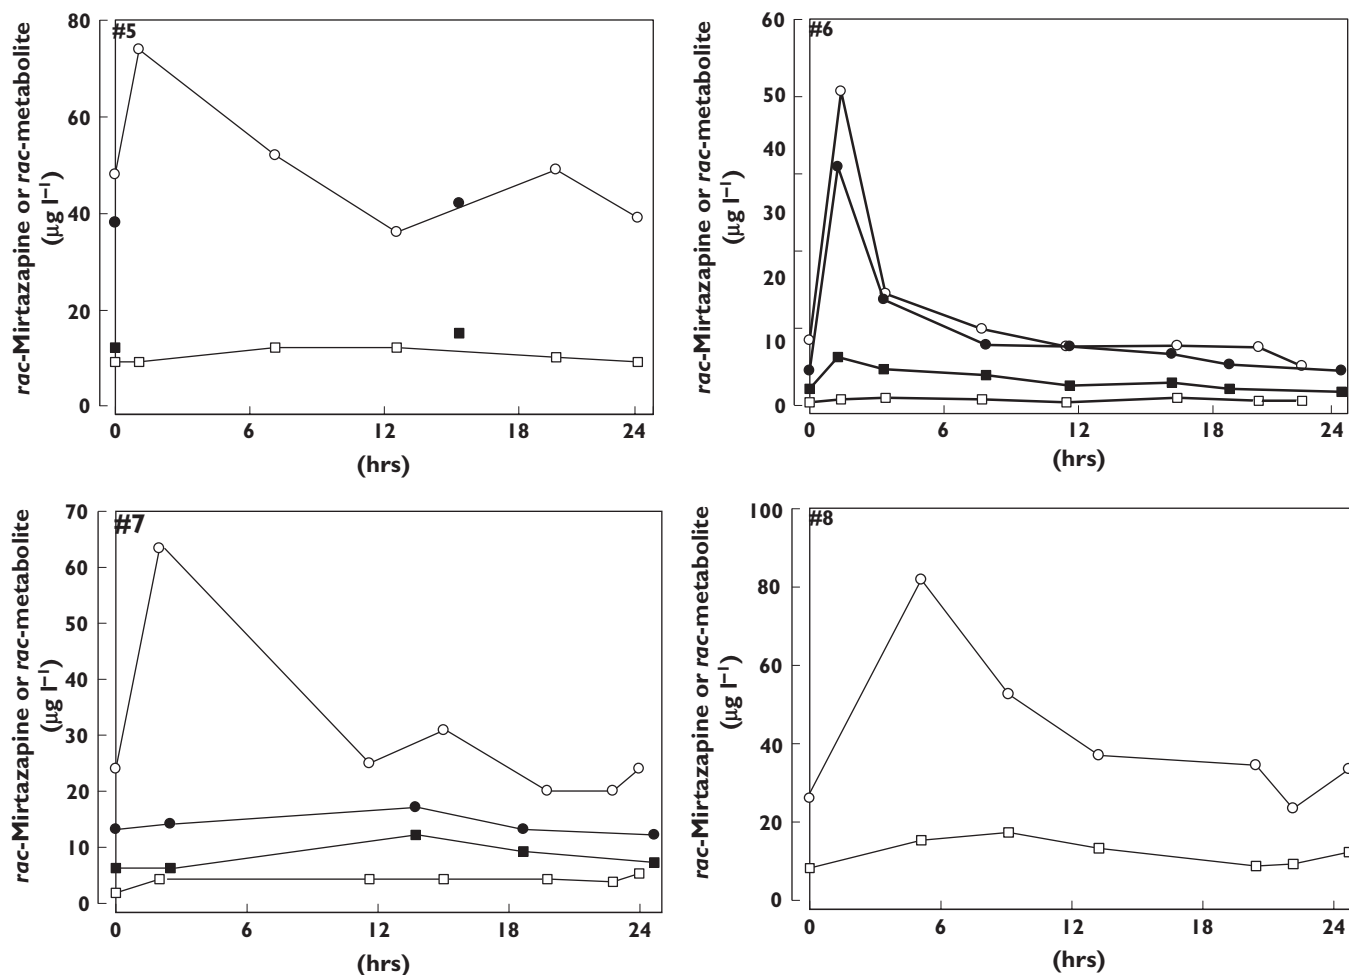 #5
rac-Mirtazapine or rac-metabolite
(μg l⁻¹)
80
60
40
20
0
0 6 12 18 24
(hrs)
#6
rac-Mirtazapine or rac-metabolite
(μg l⁻¹)
60
50
40
30
20
10
0
0 6 12 18 24
(hrs)
#7
rac-Mirtazapine or rac-metabolite
(μg l⁻¹)
70
60
50
40
30
20
10
0
0 6 12 18 24
(hrs)
#8
rac-Mirtazapine or rac-metabolite
(μg l⁻¹)
100
80
60
40
20
0
0 6 12 18 24
(hrs)